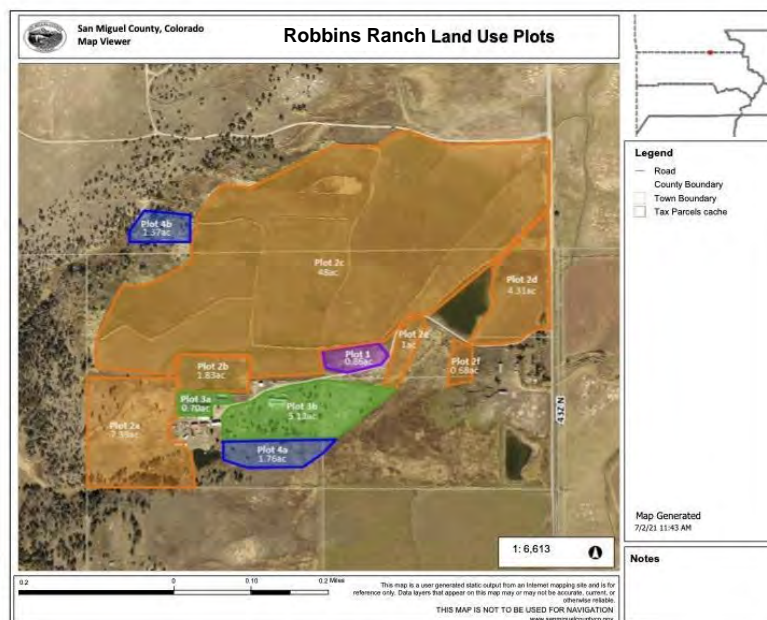 San Miguel County, Colorado
Map Viewer
Robbins Ranch Land Use Plots
Plot 4b
1.37ac
Plot 2c
48ac
Plot 2d
4.31ac
Plot 2e
1ac
Plot 1
0.86ac
Plot 2f
0.68ac
Plot 2b
1.83ac
Plot 3a
0.70ac
Plot 3b
Plot 2a
Plot 4a
1.76ac
43Z N
1: 6,613
Legend
Road
County Boundary
Town Boundary
Tax Parcels cache
Map Generated
7/2/21 11:43 AM
Notes
0.2
0
0.10
0.2 Miles
This map is a user generated static output from an Internet mapping site and is for
reference only. Data layers that appear on this map may or may not be accurate, current, or
otherwise reliable.
THIS MAP IS NOT TO BE USED FOR NAVIGATION